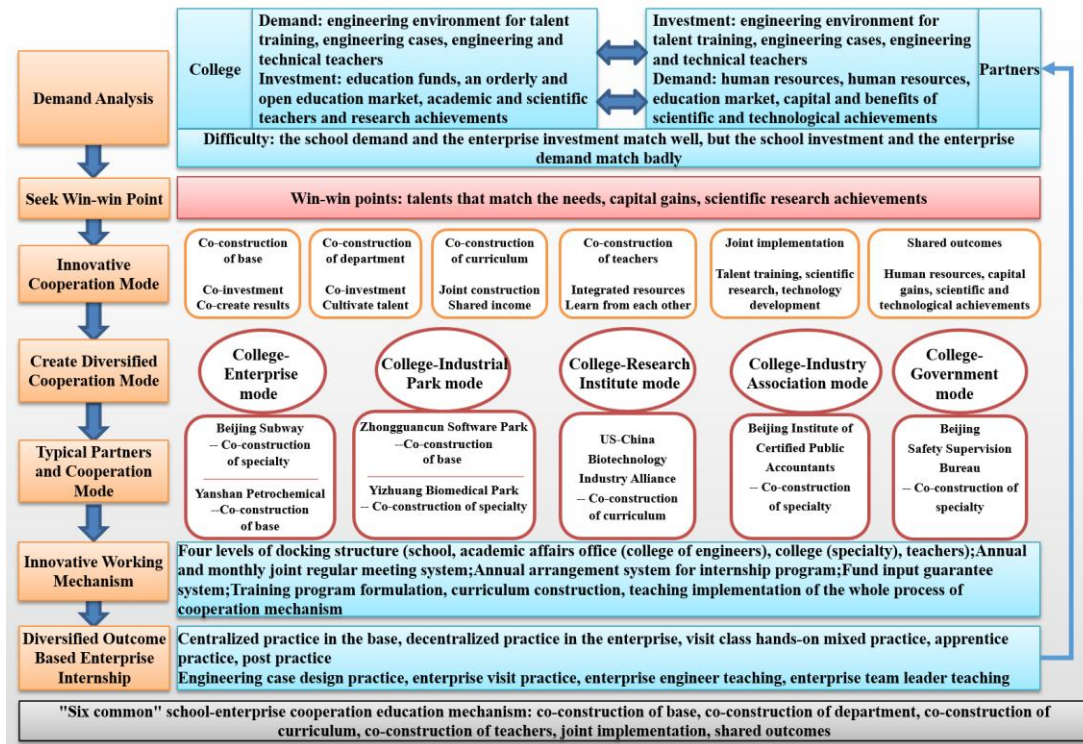 Demand Analysis
College
Demand: engineering environment for talent
training, engineering cases, engineering and
technical teachers
Investment: education funds, an orderly and
open education market, academic and scientific
teachers and research achievements
Investment: engineering environment for
talent training, engineering cases, engineering
and technical teachers
Demand: human resources, human resources,
education market, capital and benefits of
scientific and technological achievements
Partners
Difficulty: the school demand and the enterprise investment match well, but the school investment and the enterprise
demand match badly
Seek Win-win Point
Win-win points: talents that match the needs, capital gains, scientific research achievements
Innovative
Cooperation Mode
Co-construction
of base
Co-investment
Co-create results
Co-construction
of department
Co-investment
Cultivate talent
Co-construction
of curriculum
Joint construction
Shared income
Co-construction
of teachers
Integrated resources
Learn from each other
Joint implementation
Talent training, scientific
research, technology
development
Shared outcomes
Human resources, capital
gains, scientific and
technological achievements
Create Diversified
Cooperation Mode
College-
Enterprise
mode
College-Industrial
Park mode
College-Research
Institute mode
College-Industry
Association mode
College-
Government
mode
Typical Partners
and Cooperation
Mode
Beijing Subway
-- Co-construction
of specialty
Yanshan Petrochemical
--Co-construction
of base
Zhongguancun Software Park
--Co-construction
of base
Yizhuang Biomedical Park
-- Co-construction of specialty
US-China
Biotechnology
Industry Alliance
-- Co-construction
of curriculum
Beijing Institute of
Certified Public
Accountants
-- Co-construction
of specialty
Beijing
Safety Supervision
Bureau
-- Co-construction of
specialty
Innovative Working
Mechanism
Four levels of docking structure (school, academic affairs office (college of engineers), college (specialty), teachers);Annual
and monthly joint regular meeting system;Annual arrangement system for internship program;Fund input guarantee
system;Training program formulation, curriculum construction, teaching implementation of the whole process of
cooperation mechanism
Diversified Outcome
Based Enterprise
Internship
Centralized practice in the base, decentralized practice in the enterprise, visit class hands-on mixed practice, apprentice
practice, post practice
Engineering case design practice, enterprise visit practice, enterprise engineer teaching, enterprise team leader teaching
"Six common" school-enterprise cooperation education mechanism: co-construction of base, co-construction of department, co-construction of
curriculum, co-construction of teachers, joint implementation, shared outcomes